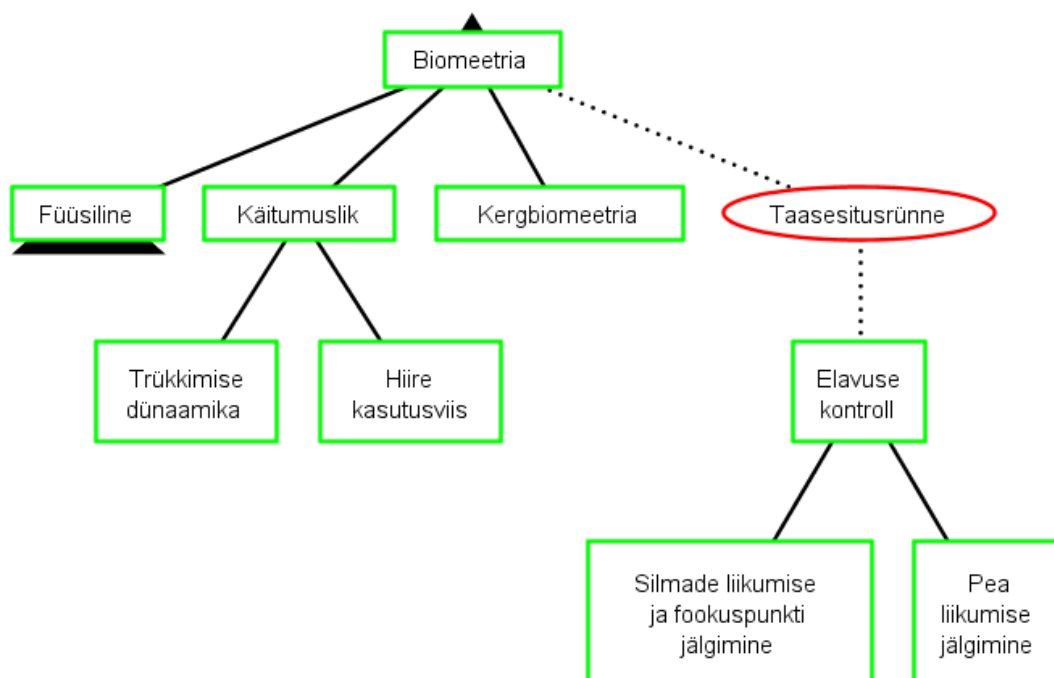 Biomeetria
Füüsiline
Käitumuslik
Kergbiomeetria
Taasesitusrünne
Trükkimise
dünaamika
Hiire
kasutusviis
Elavuse
kontroll
Silmade liikumise
ja fookuspunkti
jälgimine
Pea
liikumise
jälgimine